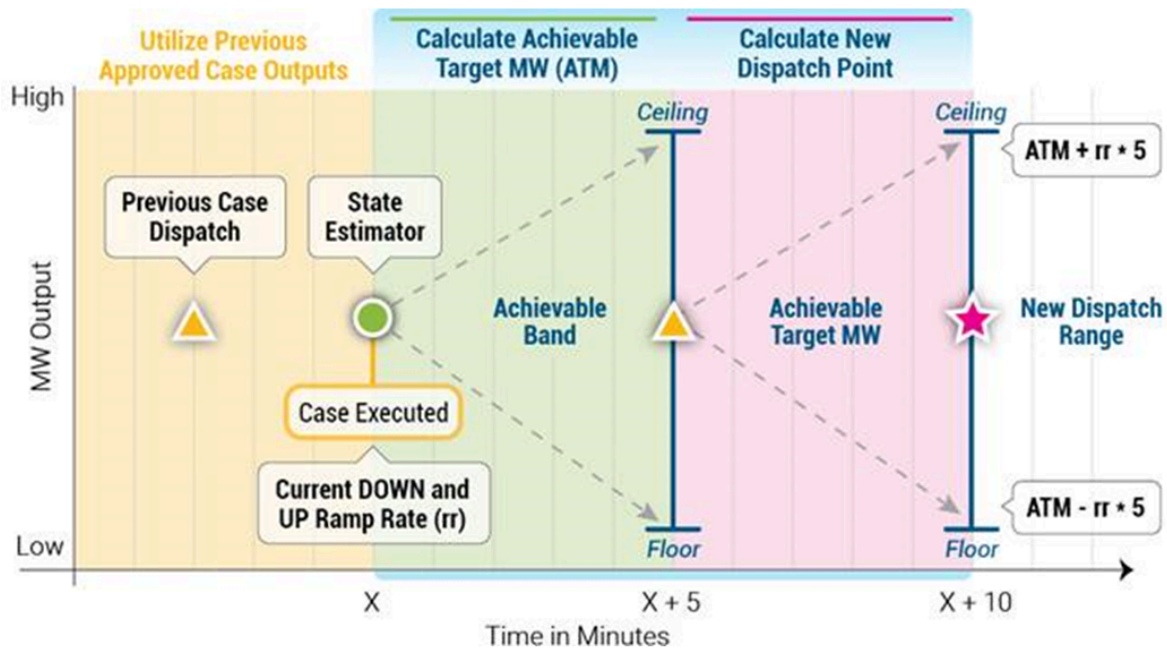 Utilize Previous
Approved Case Outputs
Calculate Achievable
Target MW (ATM)
Calculate New
Dispatch Point
High
Ceiling
Ceiling
ATM + rr * 5
Previous Case
Dispatch
State
Estimator
MW Output
Achievable
Band
Achievable
Target MW
New Dispatch
Range
Case Executed
Current DOWN and
UP Ramp Rate (rr)
ATM - rr * 5
Low
Floor
Floor
X
X + 5
X + 10
Time in Minutes